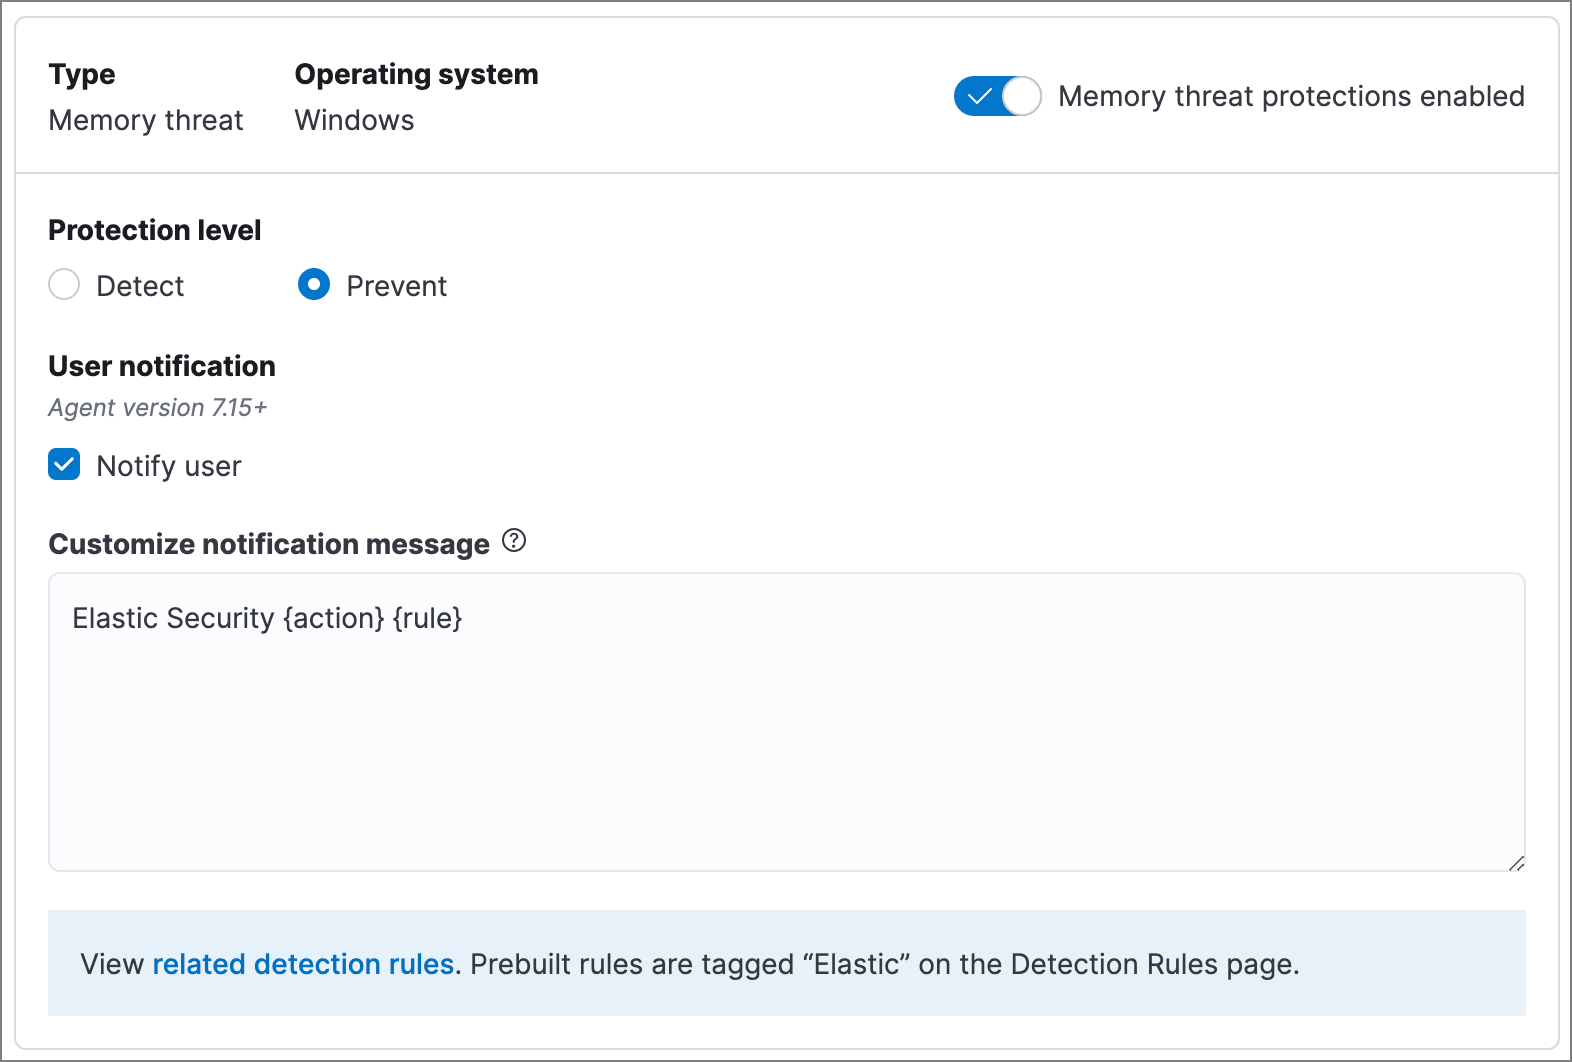 Type
Operating system
Memory threat
Windows
Memory threat protections enabled
Protection level
Detect
Prevent
User notification
Agent version 7.15+
Notify user
Customize notification message
Elastic Security {action} {rule}
View related detection rules. Prebuilt rules are tagged “Elastic” on the Detection Rules page.